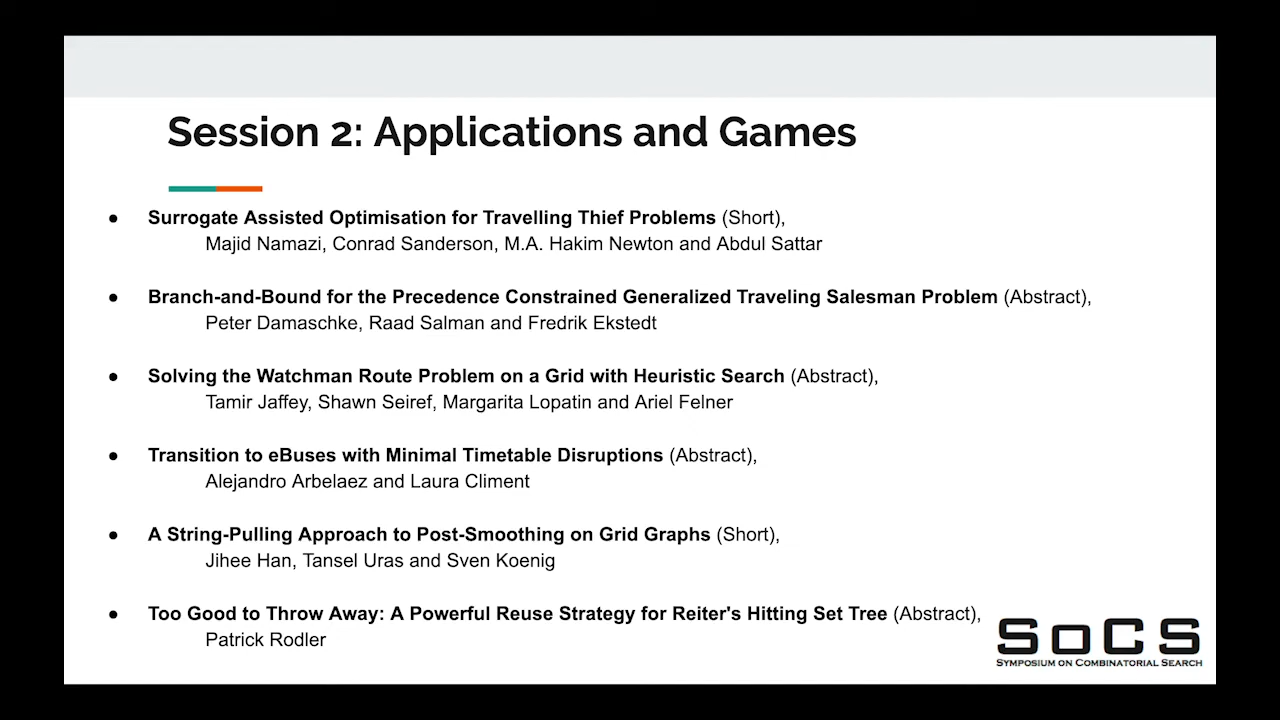 Session 2: Applications and Games
● Surrogate Assisted Optimisation for Travelling Thief Problems (Short),
Majid Namazi, Conrad Sanderson, M.A. Hakim Newton and Abdul Sattar
● Branch-and-Bound for the Precedence Constrained Generalized Traveling Salesman Problem (Abstract),
Peter Damaschke, Raad Salman and Fredrik Ekstedt
● Solving the Watchman Route Problem on a Grid with Heuristic Search (Abstract),
Tamir Jaffey, Shawn Seiref, Margarita Lopatin and Ariel Felner
● Transition to eBuses with Minimal Timetable Disruptions (Abstract),
Alejandro Arbelaez and Laura Climent
● A String-Pulling Approach to Post-Smoothing on Grid Graphs (Short),
Jihee Han, Tansel Uras and Sven Koenig
● Too Good to Throw Away: A Powerful Reuse Strategy for Reiter's Hitting Set Tree (Abstract),
Patrick Rodler
SoCS
Symposium on Combinatorial Search